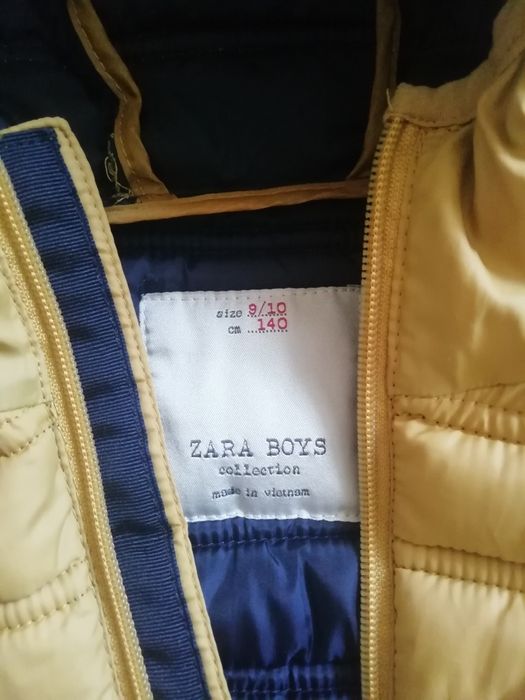 size 9/10
cm 140
ZARA BOYS
collection
made in vietnam